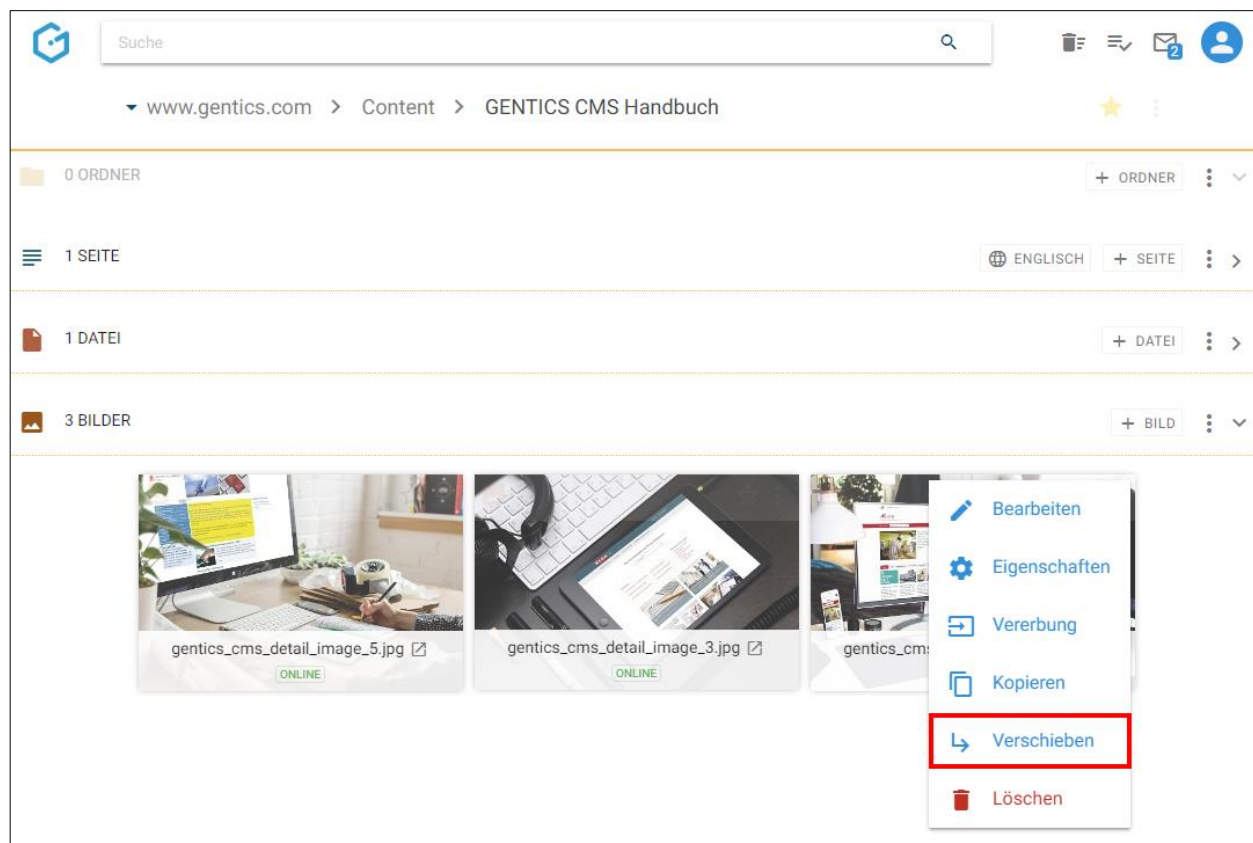 Suche
2
www.gentics.com > Content > GENTICS CMS Handbuch
0 ORDNER
+ ORDNER
1 SEITE
ENGLISCH
+ SEITE
1 DATEI
+ DATEI
3 BILDER
+ BILD
gentics_cms_detail_image_5.jpg
ONLINE
gentics_cms_detail_image_3.jpg
ONLINE
gentics_cms
Bearbeiten
Eigenschaften
Vererbung
Kopieren
Verschieben
Löschen